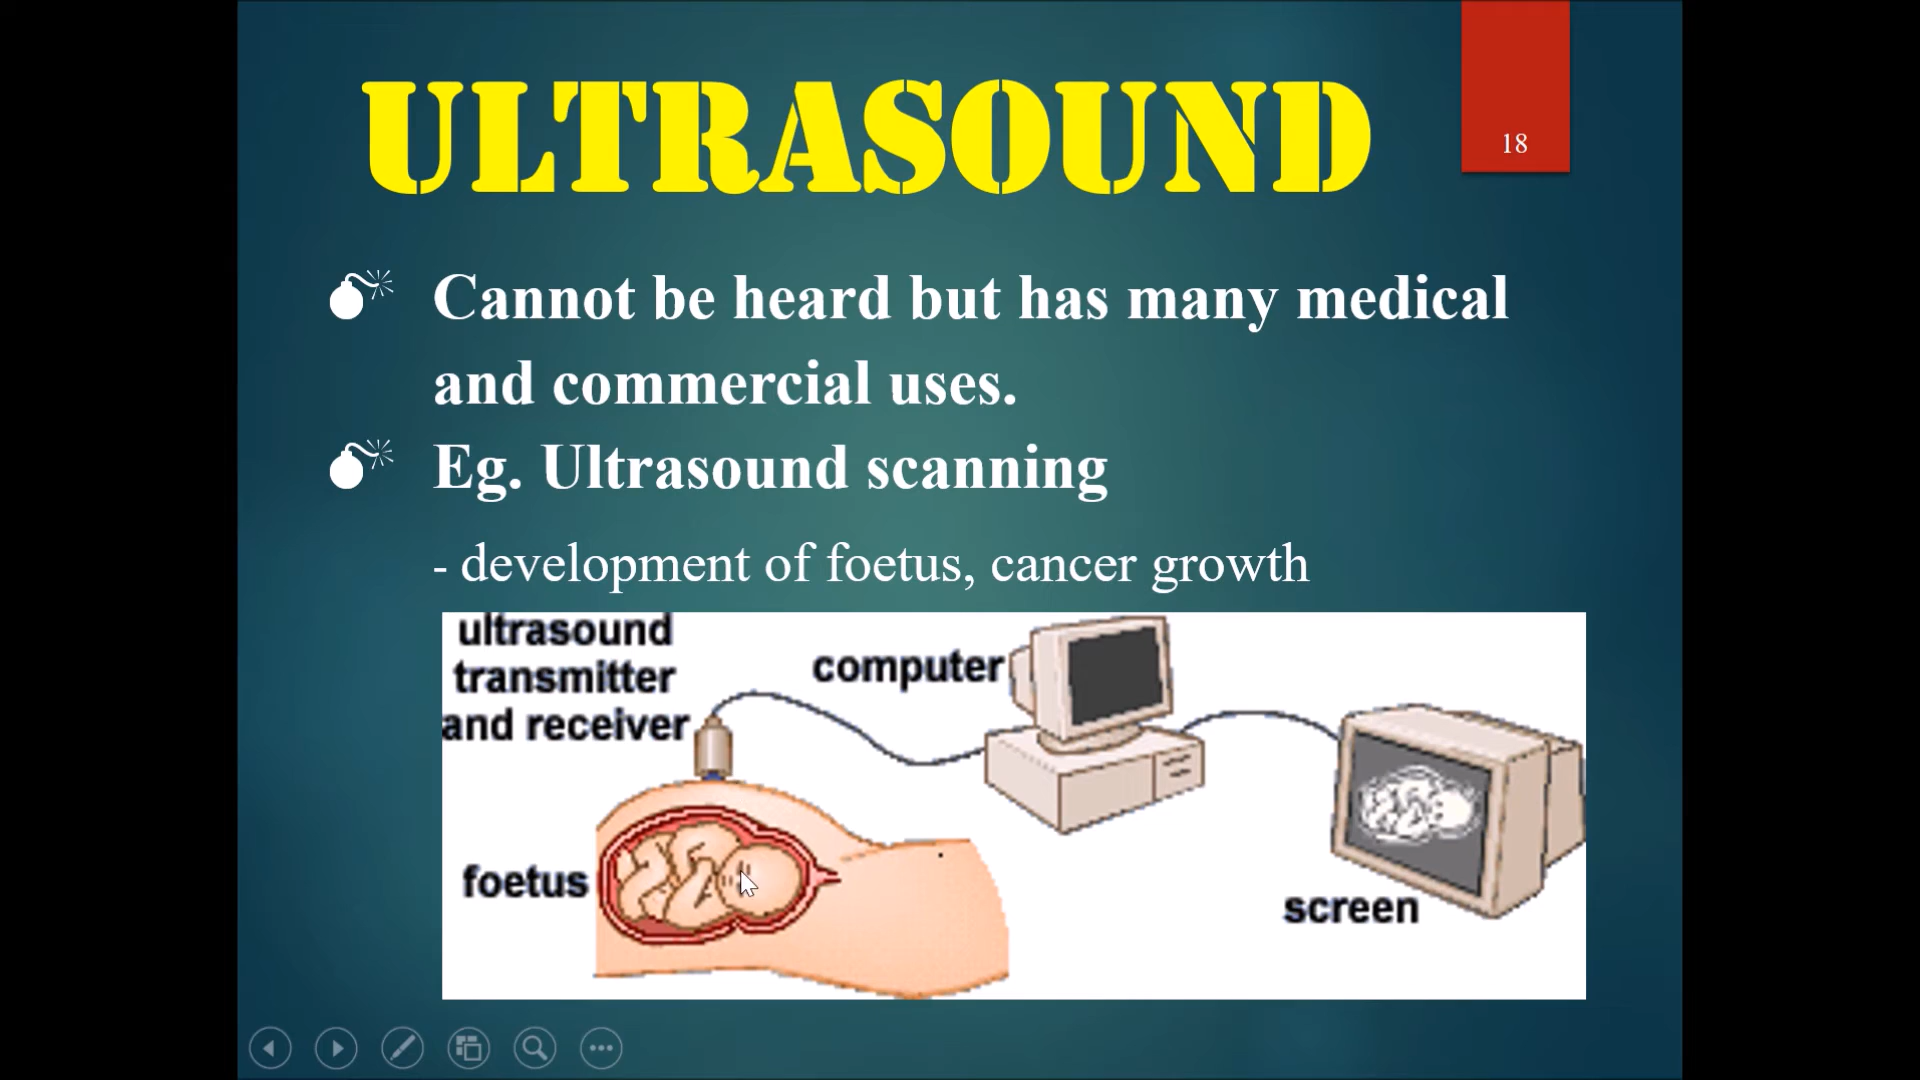 ULTRASOUND
18
Cannot be heard but has many medical
and commercial uses.
Eg. Ultrasound scanning
- development of foetus, cancer growth
ultrasound
transmitter
and receiver
computer
foetus
screen